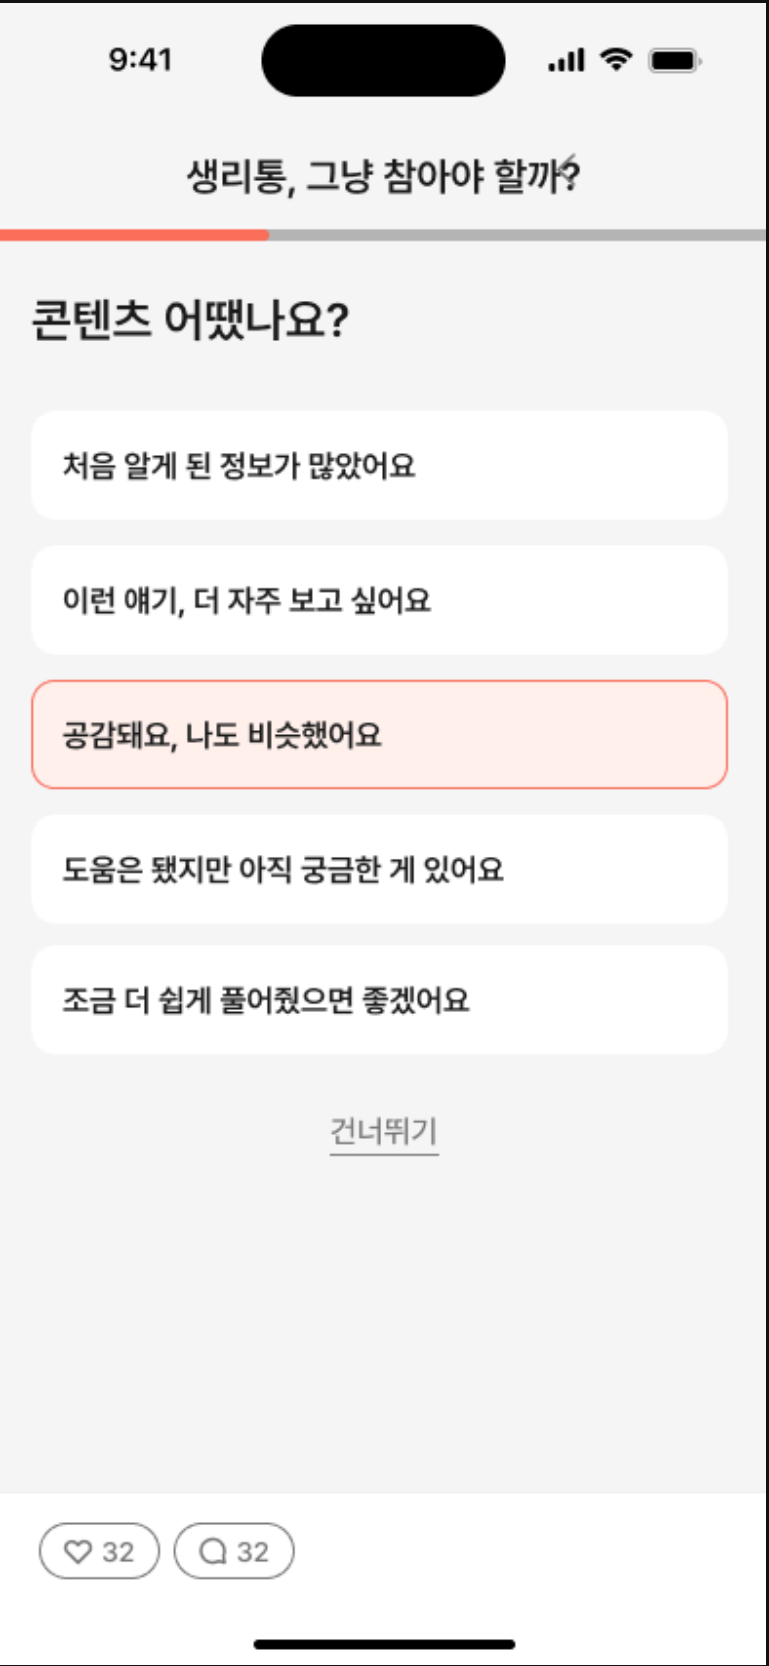 9:41
생리통, 그냥 참아야 할까?
콘텐츠 어땠나요?
처음 알게 된 정보가 많았어요
이런 얘기, 더 자주 보고 싶어요
공감돼요, 나도 비슷했어요
도움은 됐지만 아직 궁금한 게 있어요
조금 더 쉽게 풀어줬으면 좋겠어요
건너뛰기
32 32